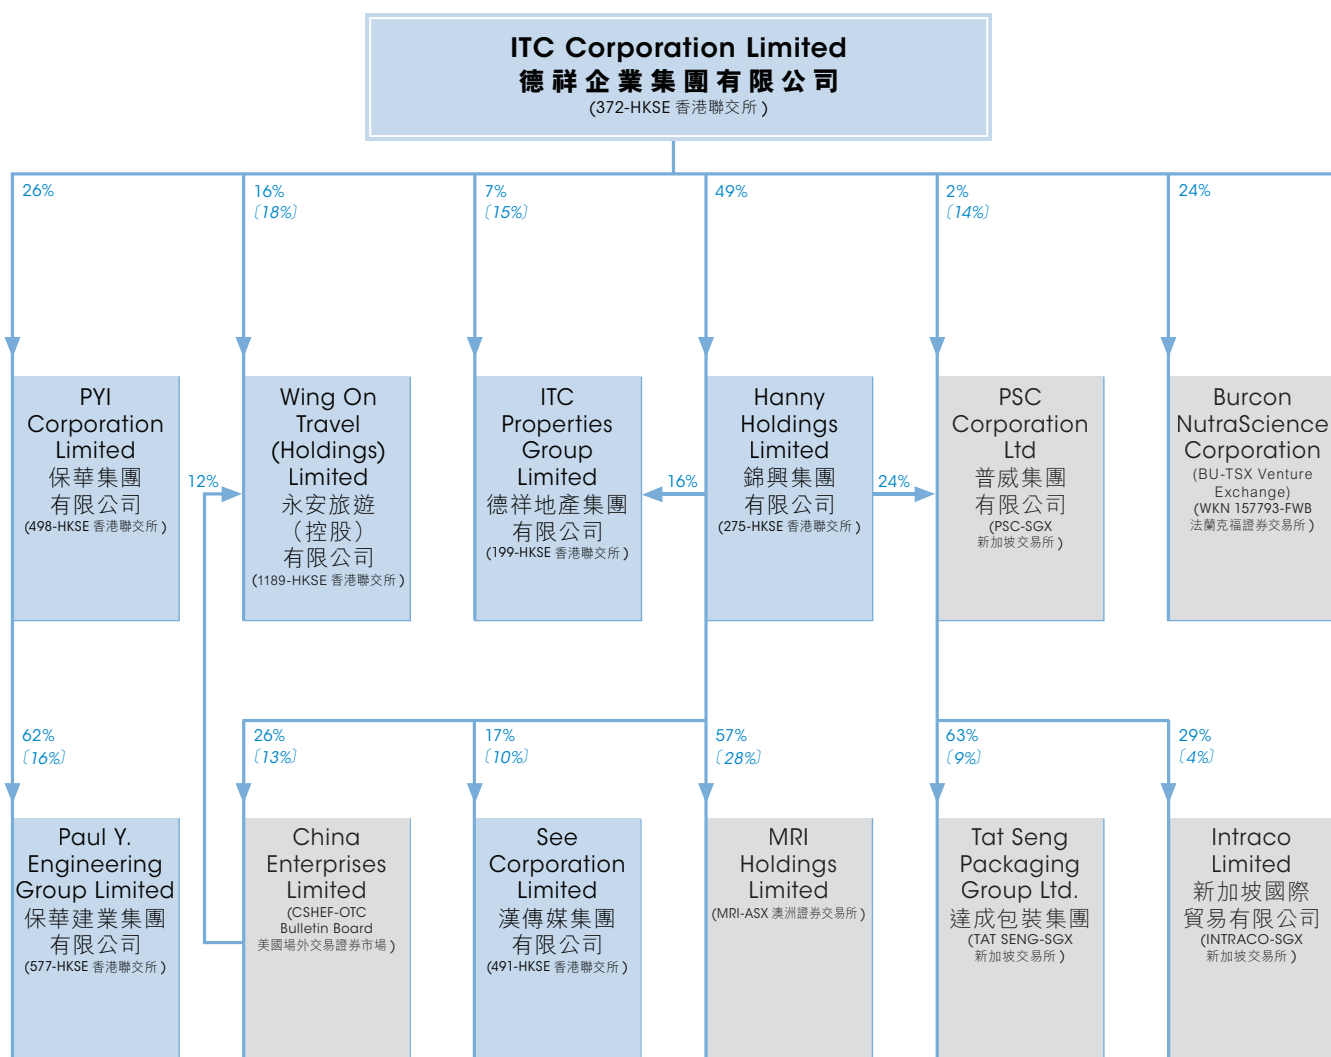 ITC Corporation Limited
德祥企業集團有限公司
(372-HKSE 香港聯交所)
26%
16%
(18%)
7%
(15%)
49%
2%
(14%)
24%
PYI
Corporation
Limited
保華集團
有限公司
(498-HKSE 香港聯交所)
12%
Wing On
Travel
(Holdings)
Limited
永安旅遊
（控股）
有限公司
(1189-HKSE 香港聯交所)
ITC
Properties
Group
Limited
德祥地產集團
有限公司
(199-HKSE 香港聯交所)
16%
Hanny
Holdings
Limited
錦興集團
有限公司
(275-HKSE 香港聯交所)
24%
PSC
Corporation
Ltd
普威集團
有限公司
(PSC-SGX
新加坡交易所)
Burcon
NutraScience
Corporation
(BU-TSX Venture
Exchange)
(WKN 157793-FWB
法蘭克福證券交易所)
62%
(16%)
26%
(13%)
17%
(10%)
57%
(28%)
63%
(9%)
29%
(4%)
Paul Y.
Engineering
Group Limited
保華建業集團
有限公司
(577-HKSE 香港聯交所)
China
Enterprises
Limited
(CSHEF-OTC
Bulletin Board
美國場外交易證券市場)
See
Corporation
Limited
漢傳媒集團
有限公司
(491-HKSE 香港聯交所)
MRI
Holdings
Limited
(MRI-ASX 澳洲證券交易所)
Tat Seng
Packaging
Group Ltd.
達成包裝集團
(TAT SENG-SGX
新加坡交易所)
Intraco
Limited
新加坡國際
貿易有限公司
(INTRACO-SGX
新加坡交易所)